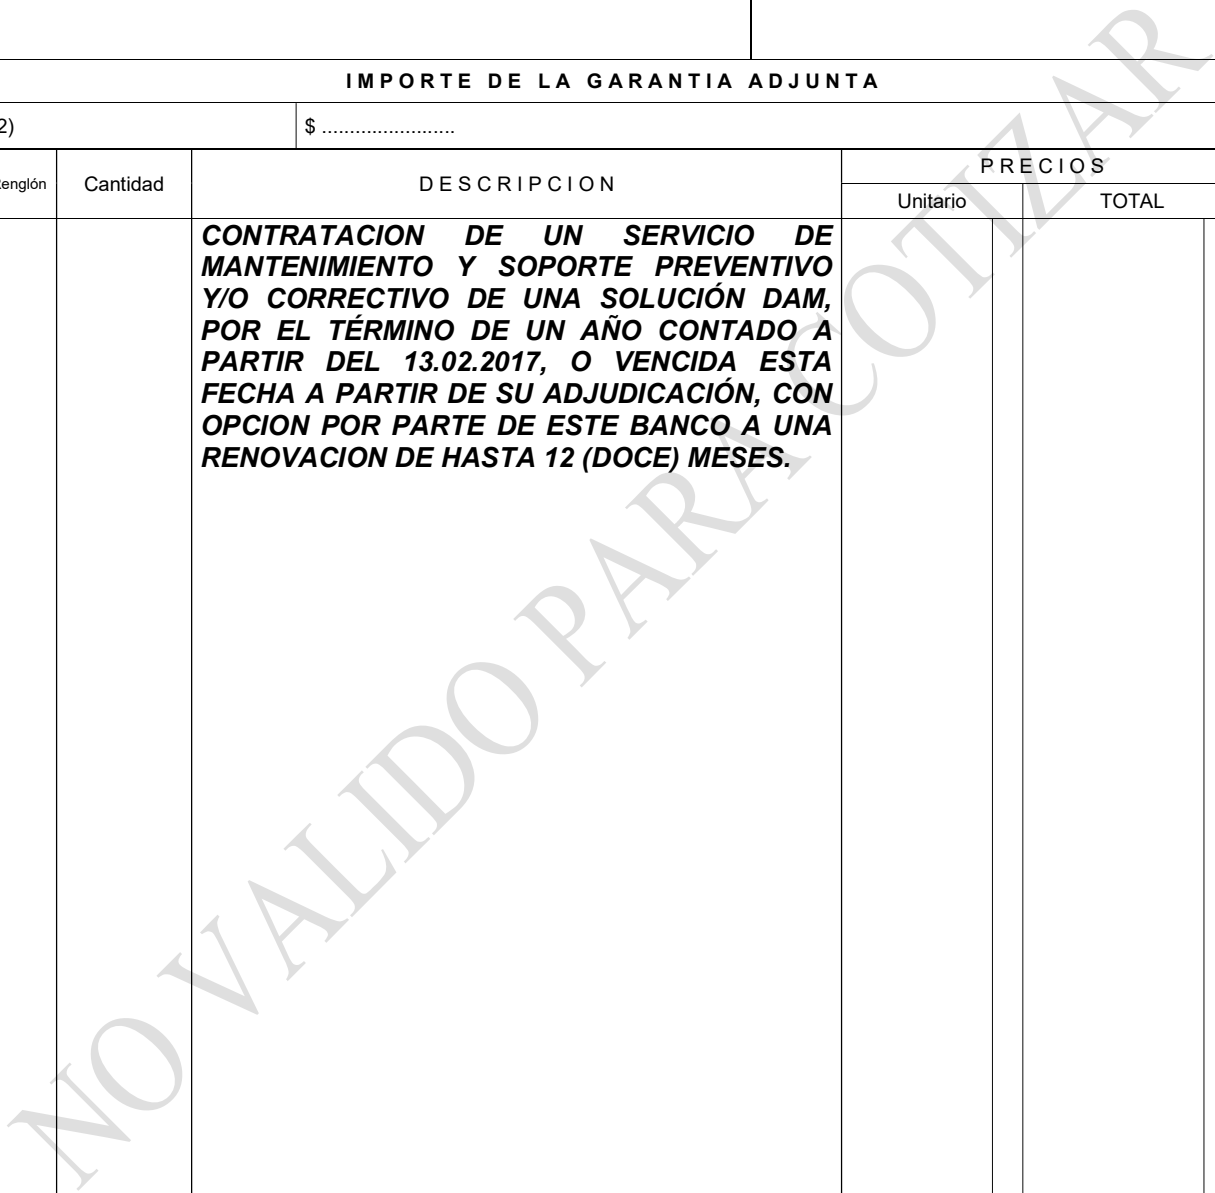 IMPORTE DE LA GARANTIA ADJUNTA
2)
$ .......................
englón
Cantidad
DESCRIPCION
PRECIOS
Unitario
TOTAL
CONTRATACION DE UN SERVICIO DE
MANTENIMIENTO Y SOPORTE PREVENTIVO
Y/O CORRECTIVO DE UNA SOLUCIÓN DAM,
POR EL TÉRMINO DE UN AÑO CONTADO A
PARTIR DEL 13.02.2017, O VENCIDA ESTA
FECHA A PARTIR DE SU ADJUDICACIÓN, CON
OPCION POR PARTE DE ESTE BANCO A UNA
RENOVACION DE HASTA 12 (DOCE) MESES.
NO VALIDO PARA COTIZAR